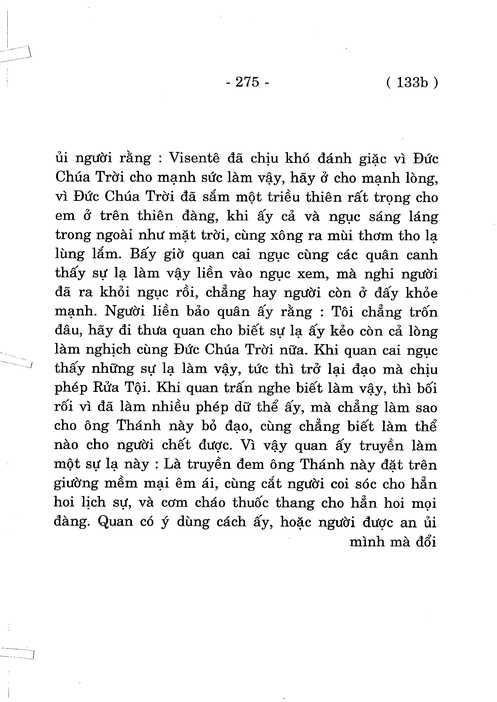 - 275 - ( 133b )
ủi người rằng : Visentê đã chịu khó đánh giặc vì Đức
Chúa Trời cho mạnh sức làm vậy, hãy ở cho mạnh lòng,
vì Đức Chúa Trời đã sắm một triều thiên rất trọng cho
em ở trên thiên đàng, khi ấy cả và ngục sáng láng
trong ngoài như mặt trời, cùng xông ra mùi thơm tho lạ
lùng lắm. Bấy giờ quan cai ngục cùng các quân canh
thấy sự lạ làm vậy liền vào ngục xem, mà nghi người
đã ra khỏi ngục rồi, chẳng hay người còn ở đấy khỏe
mạnh. Người liền bảo quân ấy rằng : Tôi chẳng trốn
đâu, hãy đi thưa quan cho biết sự lạ ấy kẻo còn cả lòng
làm nghịch cùng Đức Chúa Trời nữa. Khi quan cai ngục
thấy những sự lạ làm vậy, tức thì trở lại đạo mà chịu
phép Rửa Tội. Khi quan trấn nghe biết làm vậy, thì bối
rối vì đã làm nhiều phép dữ thể ấy, mà chẳng làm sao
cho ông Thánh này bỏ đạo, cùng chẳng biết làm thể
nào cho người chết được. Vì vậy quan ấy truyền làm
một sự lạ này : Là truyền đem ông Thánh này đặt trên
giường mềm mại êm ái, cùng cắt người coi sóc cho hẳn
hoi lịch sự, và cơm cháo thuốc thang cho hẳn hoi mọi
đàng. Quan có ý dùng cách ấy, hoặc người được an ủi
mình mà đổi